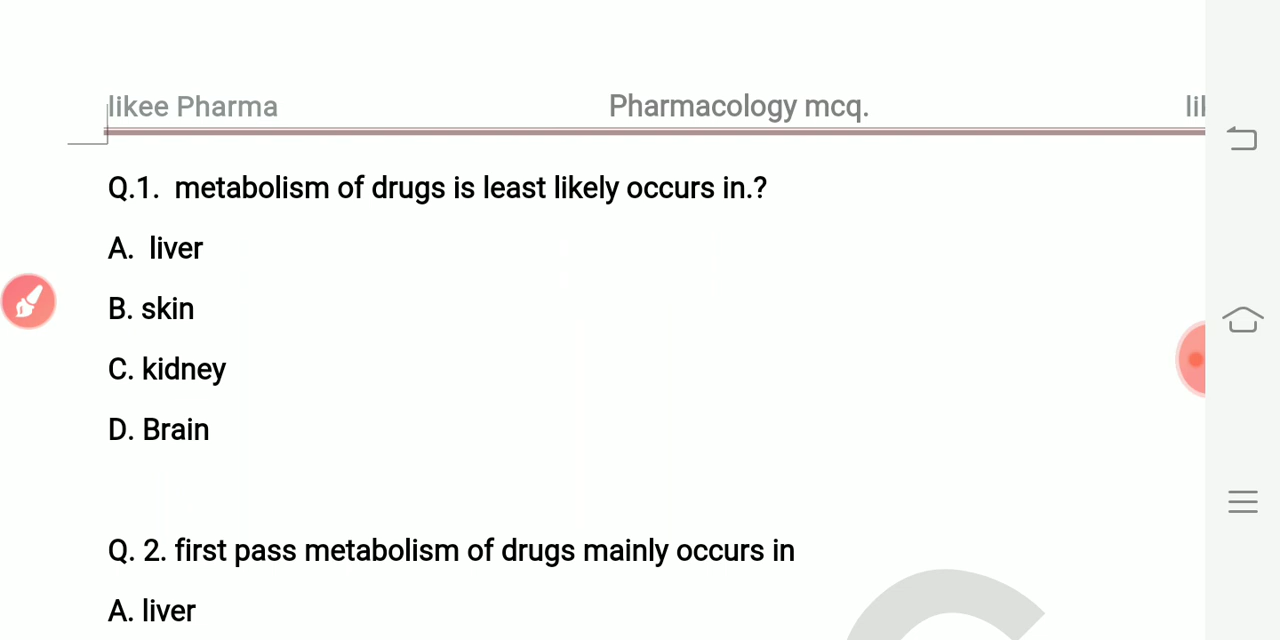 likee Pharma Pharmacology mcq. lik
Q.1. metabolism of drugs is least likely occurs in.?
A. liver
B. skin
C. kidney
D. Brain
Q. 2. first pass metabolism of drugs mainly occurs in
A. liver